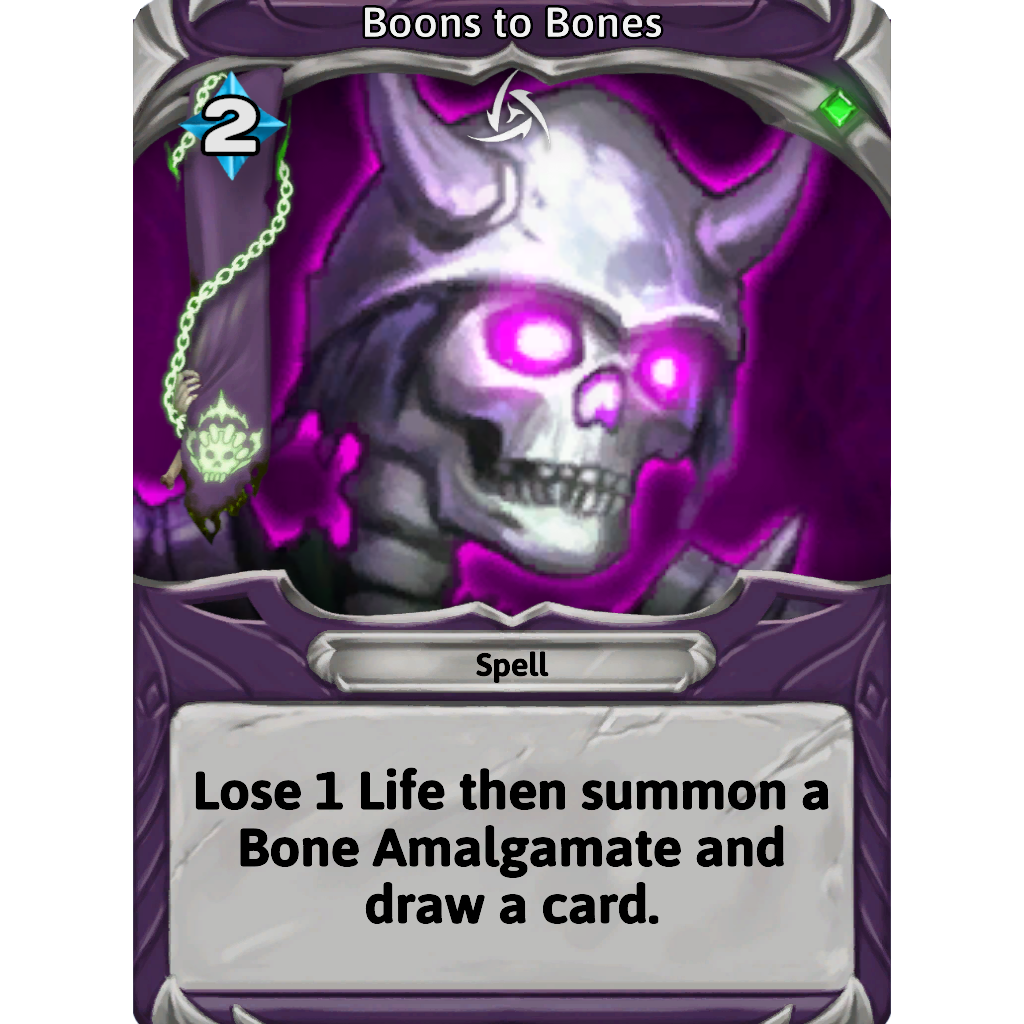 Boons to Bones
2
Spell
Lose 1 Life then summon a
Bone Amalgamate and
draw a card.